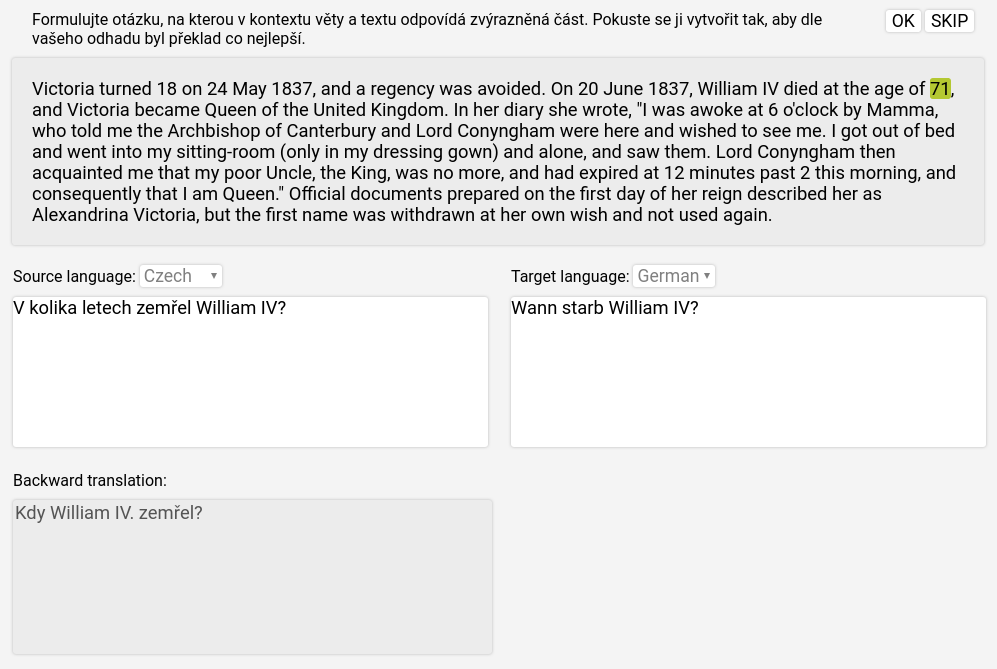 Formulujte otázku, na kterou v kontextu věty a textu odpovídá zvýrazněná část. Pokuste se ji vytvořit tak, aby dle
vašeho odhadu byl překlad co nejlepší.
OK SKIP
Victoria turned 18 on 24 May 1837, and a regency was avoided. On 20 June 1837, William IV died at the age of 71,
and Victoria became Queen of the United Kingdom. In her diary she wrote, "I was awoke at 6 o'clock by Mamma,
who told me the Archbishop of Canterbury and Lord Conyngham were here and wished to see me. I got out of bed
and went into my sitting-room (only in my dressing gown) and alone, and saw them. Lord Conyngham then
acquainted me that my poor Uncle, the King, was no more, and had expired at 12 minutes past 2 this morning, and
consequently that I am Queen." Official documents prepared on the first day of her reign described her as
Alexandrina Victoria, but the first name was withdrawn at her own wish and not used again.
Source language: Czech
Target language: German
V kolika letech zemřel William IV?
Wann starb William IV?
Backward translation:
Kdy William IV. zemřel?